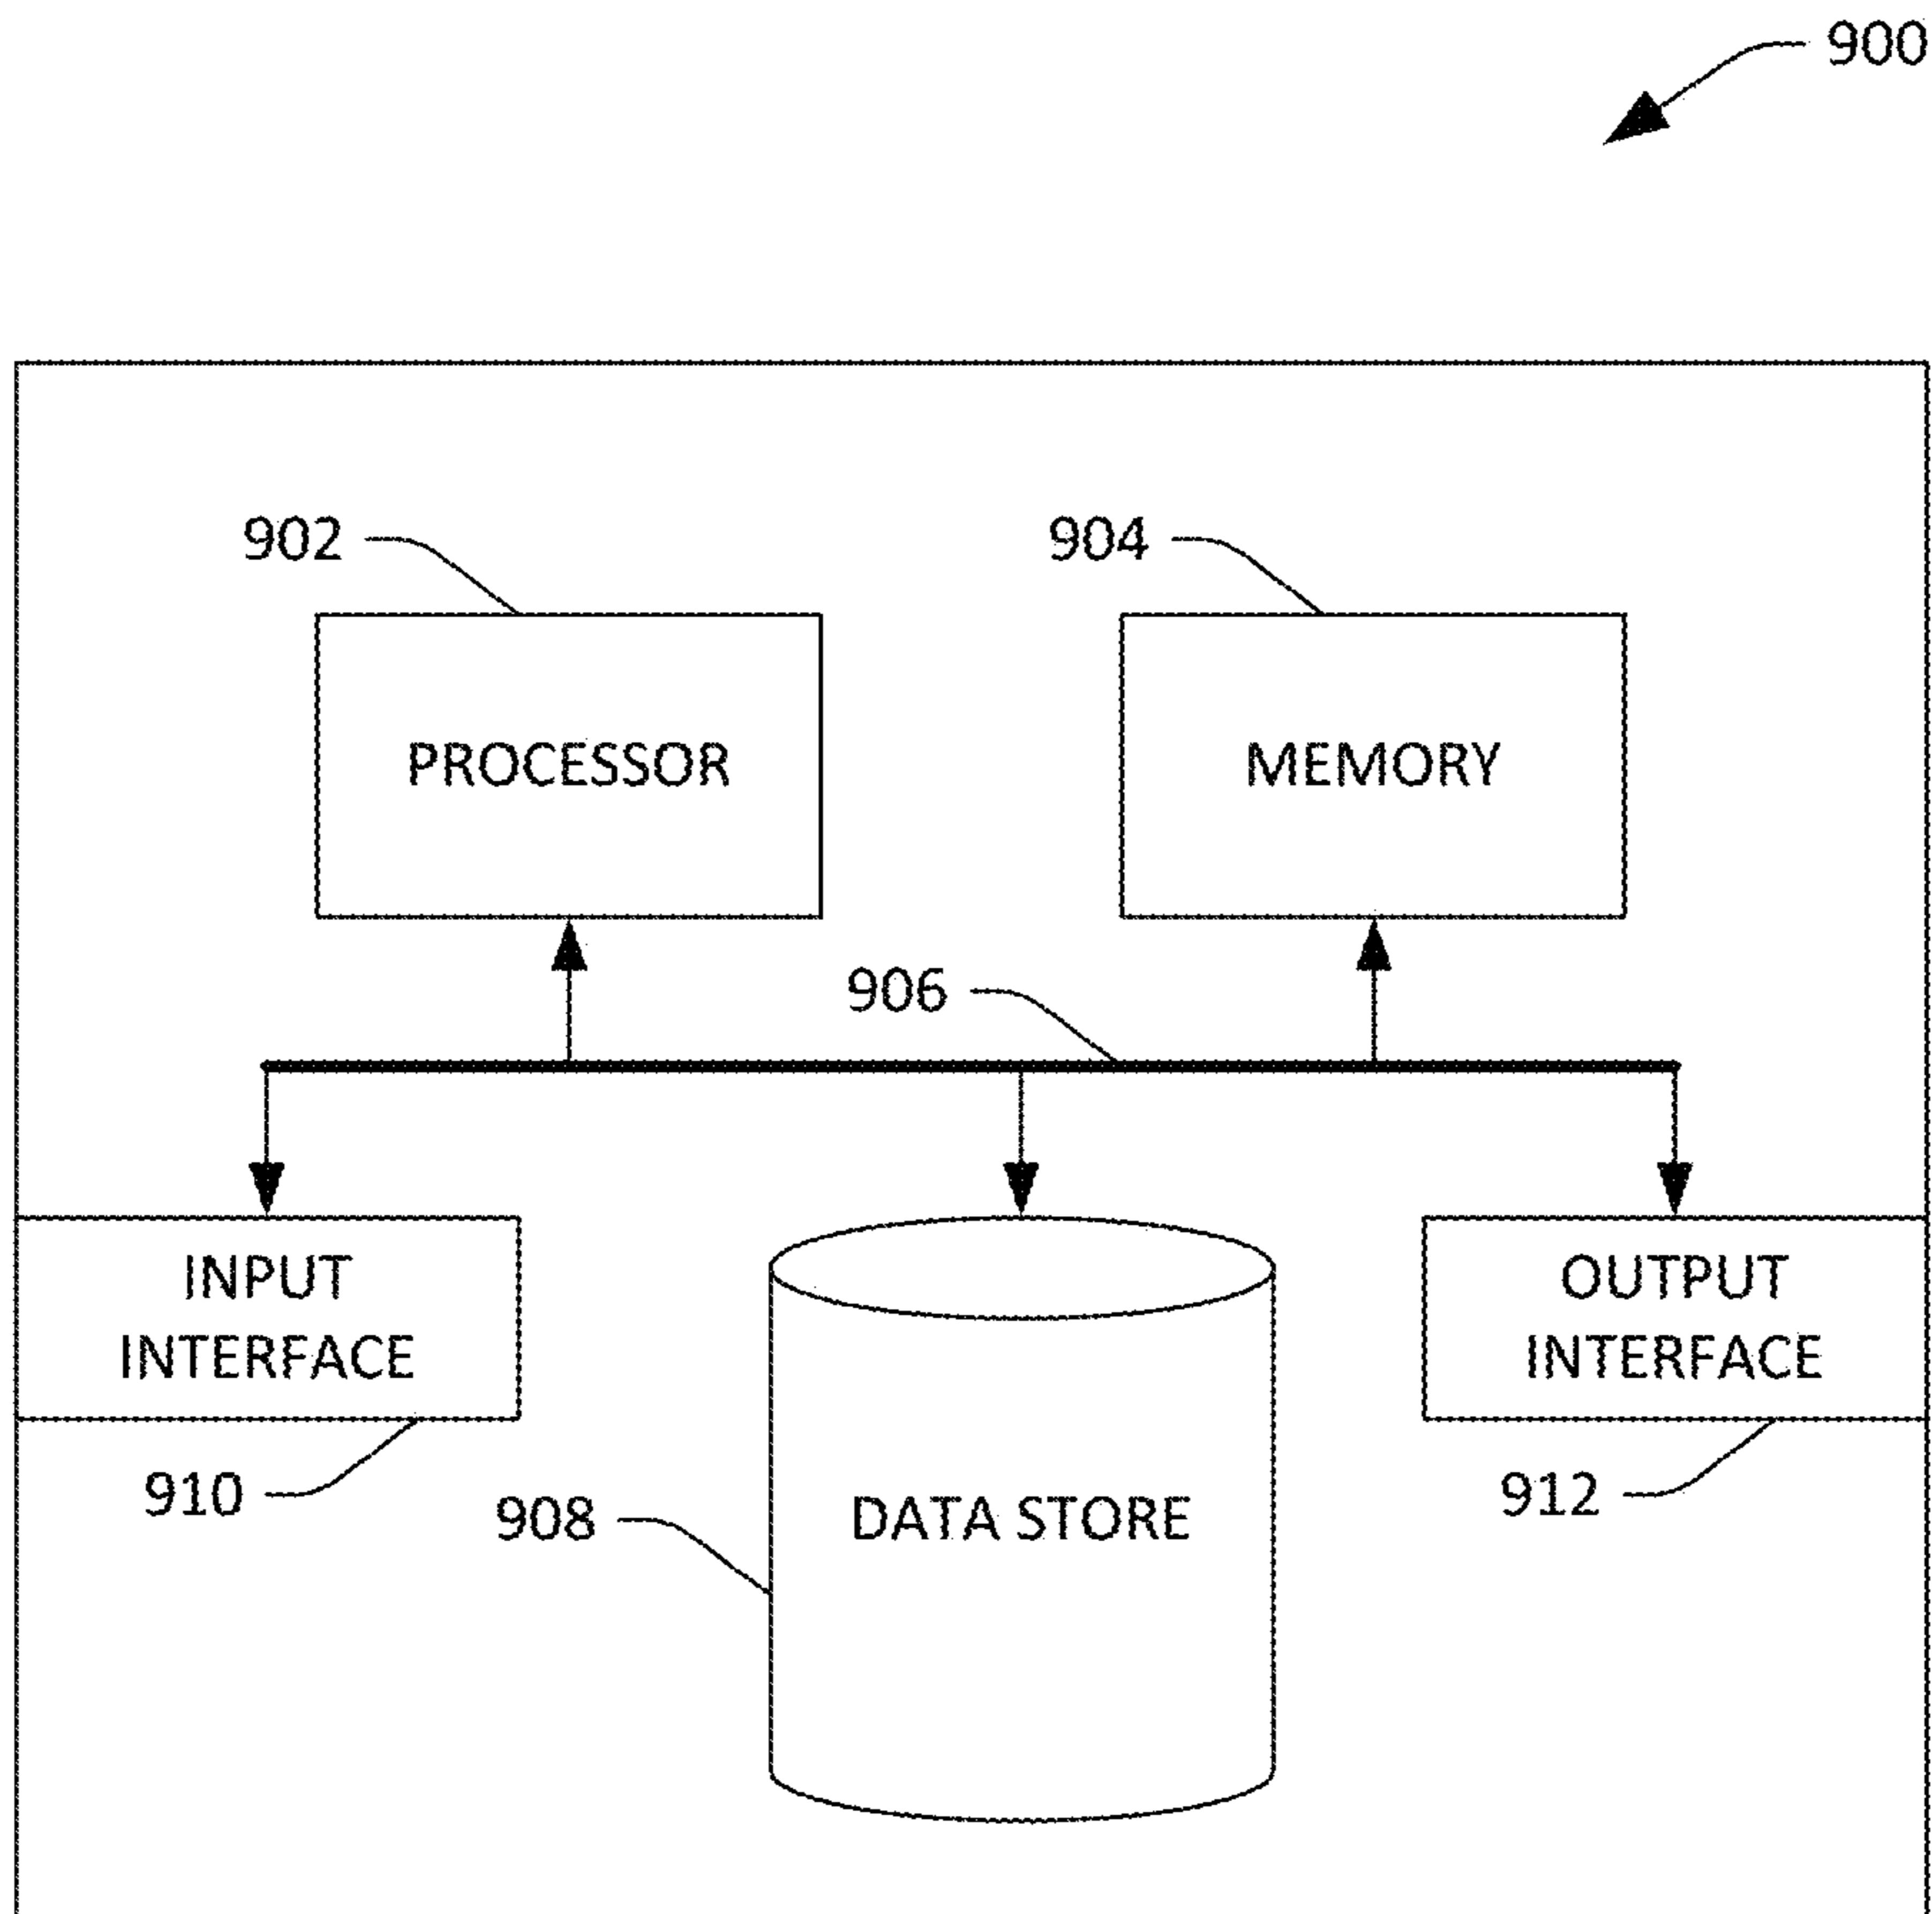 900
902
904
PROCESSOR
MEMORY
906
INPUT
INTERFACE
OUTPUT
INTERFACE
910
908
DATA STORE
912